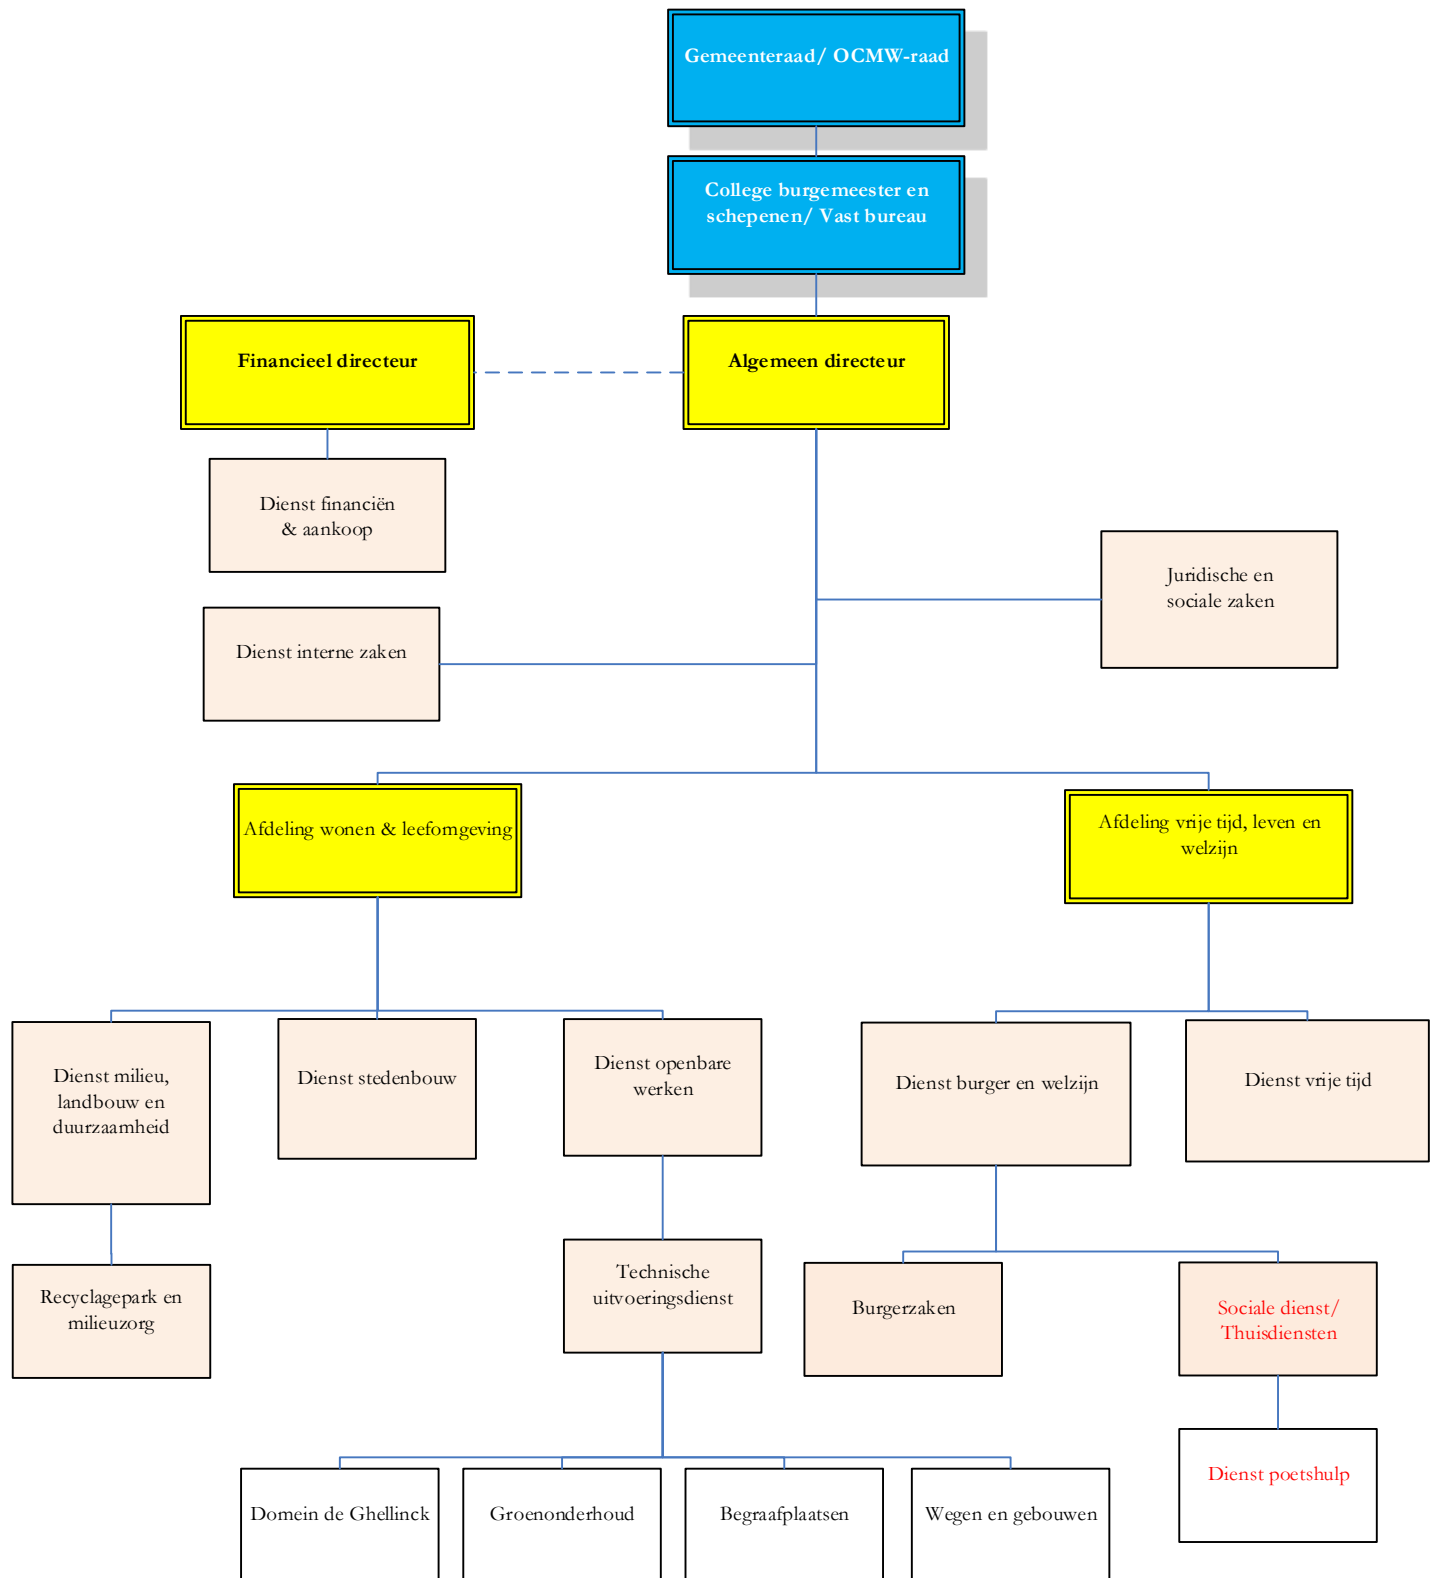 Gemeenteraad/ OCMW-raad
College burgemeester en
schepenen/ Vast bureau
Financieel directeur
Algemeen directeur
Dienst financiën
& aankoop
Juridische en
sociale zaken
Dienst interne zaken
Afdeling wonen & leefomgeving
Afdeling vrije tijd, leven en
welzijn
Dienst milieu,
landbouw en
duurzaamheid
Dienst stedenbouw
Dienst openbare
werken
Dienst burger en welzijn
Dienst vrije tijd
Recyclagepark en
milieuzorg
Technische
uitvoeringsdienst
Burgerzaken
Sociale dienst/
Thuisdiensten
Domein de Ghellinck
Groenonderhoud
Begraafplaatsen
Wegen en gebouwen
Dienst poetshulp